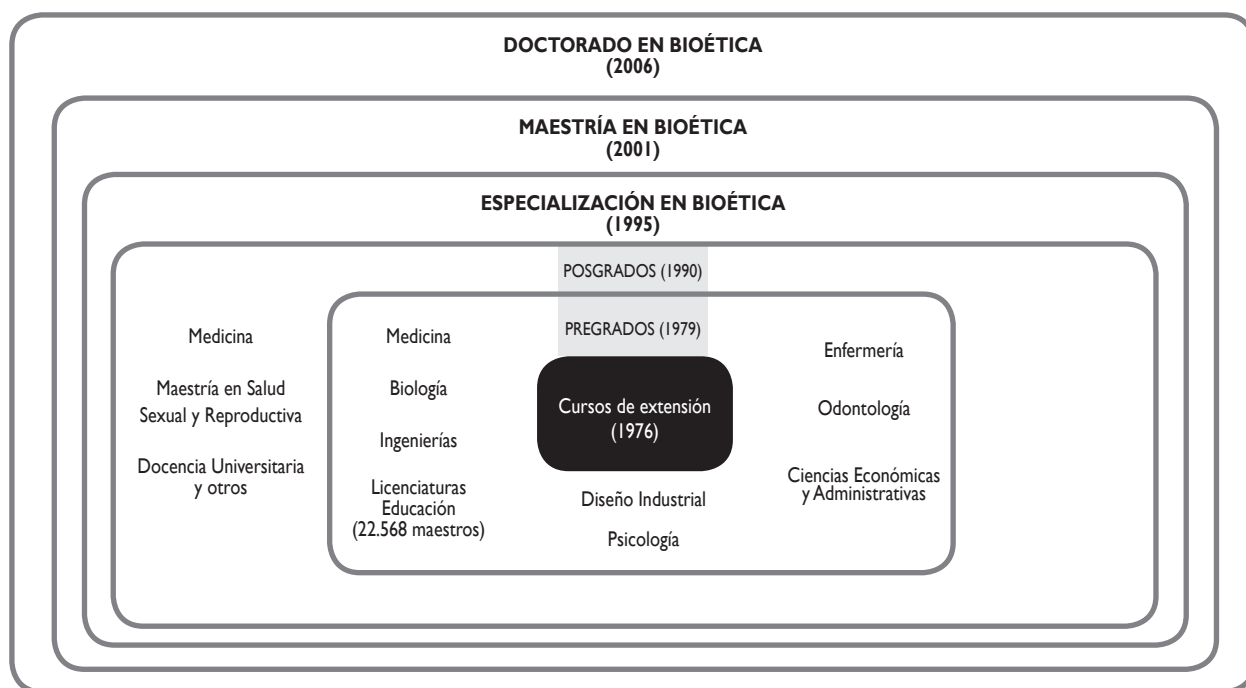 DOCTORADO EN BIOÉTICA
(2006)
MAESTRÍA EN BIOÉTICA
(2001)
ESPECIALIZACIÓN EN BIOÉTICA
(1995)
POSGRADOS (1990)
Medicina
Maestría en Salud
Sexual y Reproductiva
Docencia Universitaria
y otros
PREGRADOS (1979)
Medicina
Biología
Ingenierías
Licenciaturas
Educación
(22.568 maestros)
Cursos de extensión
(1976)
Diseño Industrial
Psicología
Enfermería
Odontología
Ciencias Económicas
y Administrativas